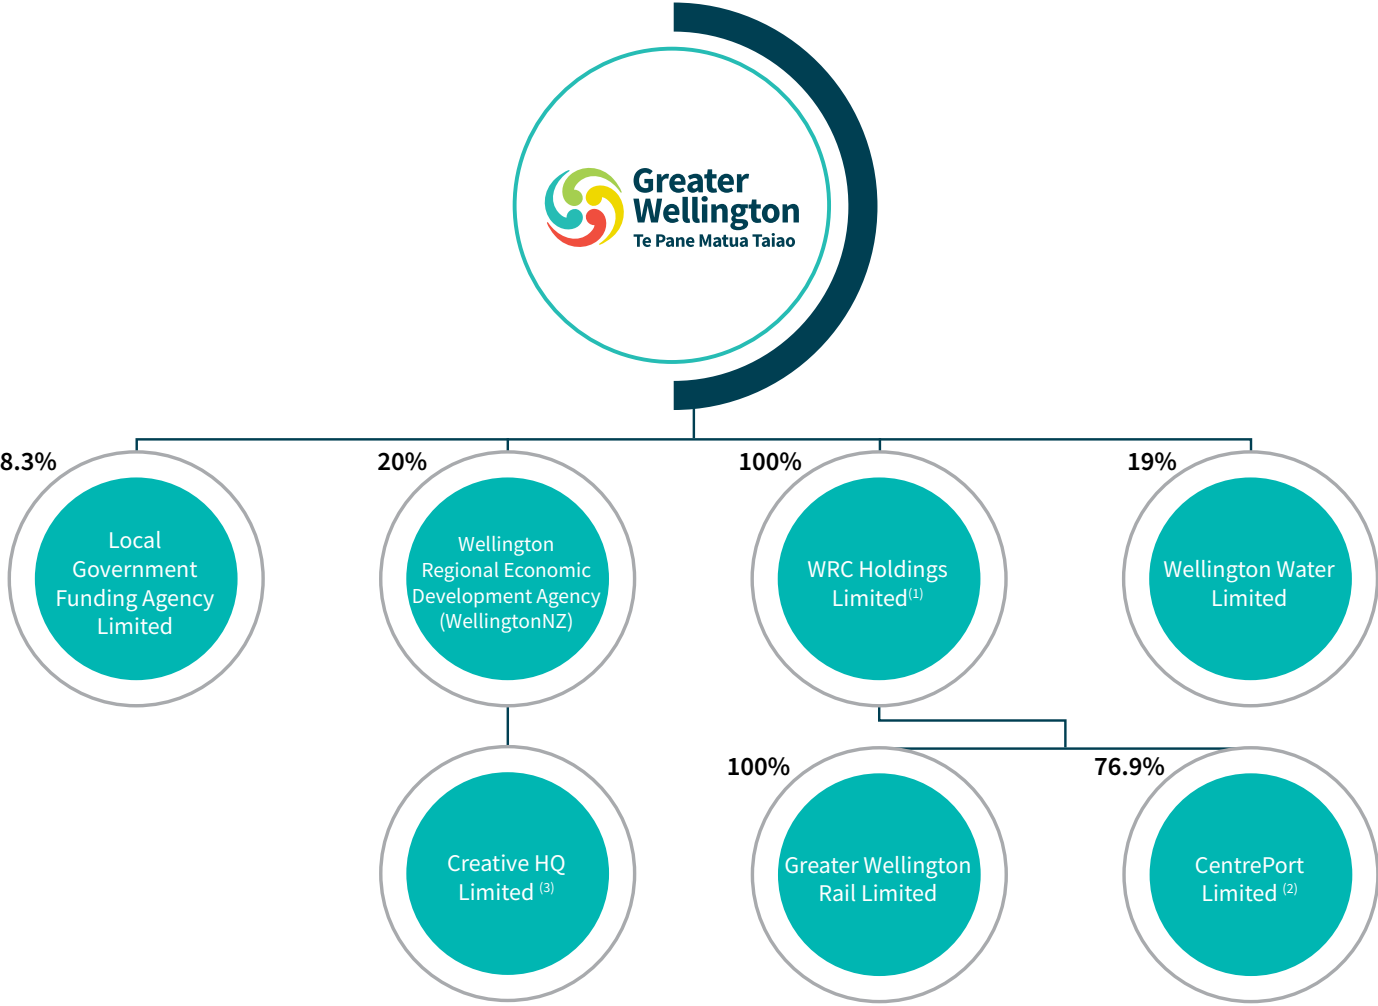 Greater
Wellington
Te Pane Matua Taiao
8.3%
20%
100%
19%
Local
Government
Funding Agency
Limited
Wellington
Regional Economic
Development Agency
(WellingtonNZ)
WRC Holdings
Limited(1)
Wellington Water
Limited
100%
76.9%
Creative HQ
Limited (3)
Greater Wellington
Rail Limited
CentrePort
Limited (2)